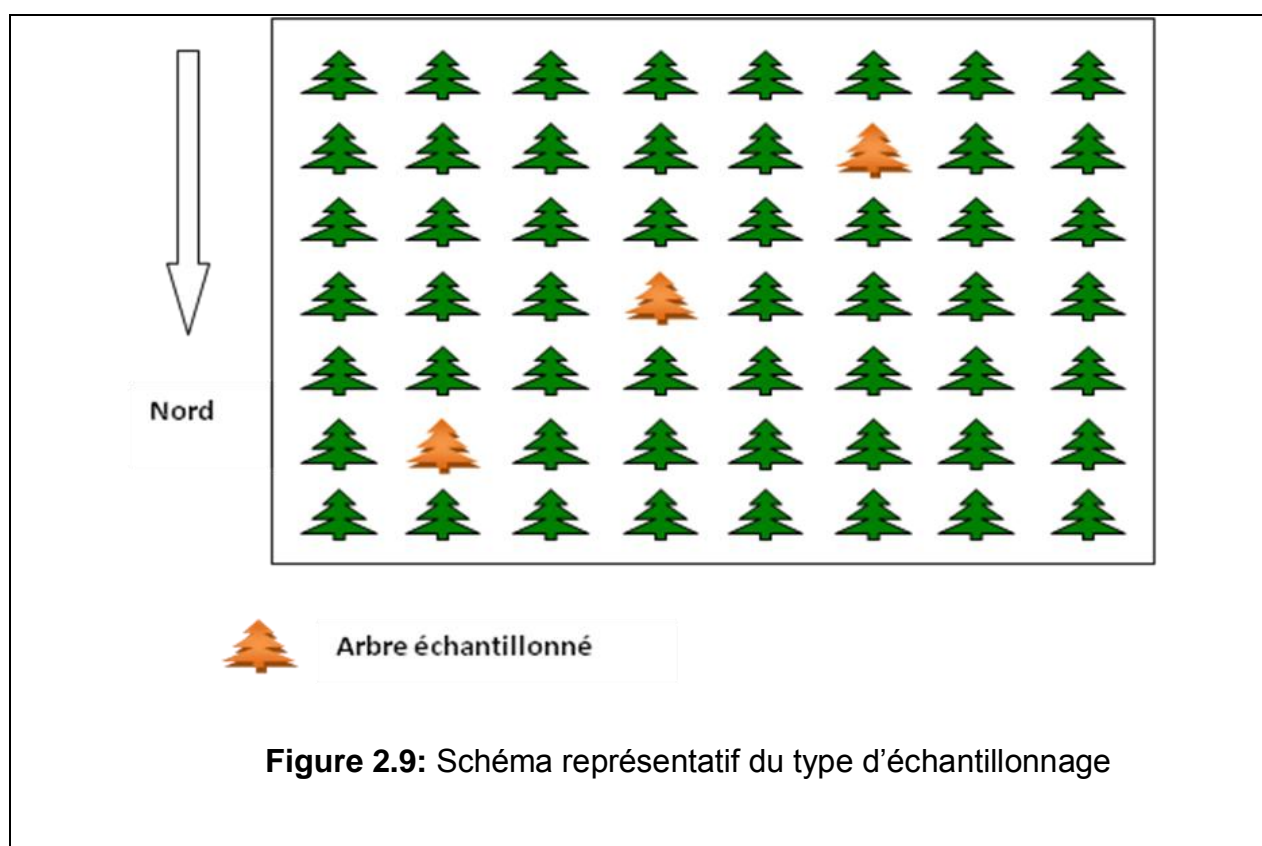 Nord
Arbre échantillonné
Figure 2.9: Schéma représentatif du type d’échantillonnage